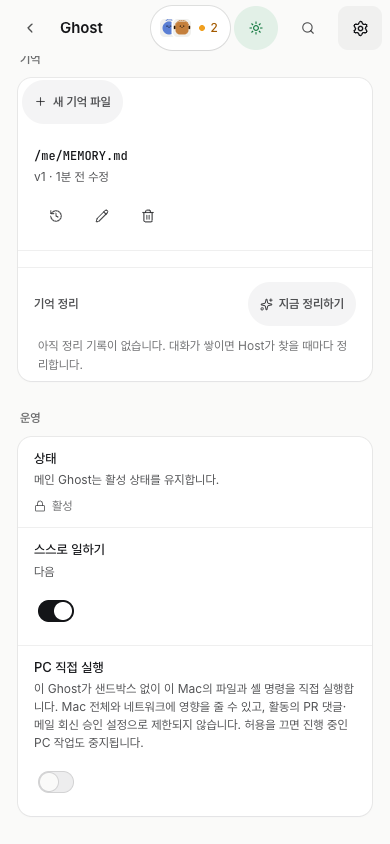 Ghost
2
기억
새 기억 파일
/me/MEMORY.md
v1 · 1분 전 수정
기억 정리
지금 정리하기
아직 정리 기록이 없습니다. 대화가 쌓이면 Host가 찾을 때마다 정
리합니다.
운영
상태
메인 Ghost는 활성 상태를 유지합니다.
활성
스스로 일하기
다음
PC 직접 실행
이 Ghost가 샌드박스 없이 이 Mac의 파일과 셸 명령을 직접 실행합
니다. Mac 전체와 네트워크에 영향을 줄 수 있고, 활동의 PR 댓글·
메일 회신 승인 설정으로 제한되지 않습니다. 허용을 끄면 진행 중인
PC 작업도 중지됩니다.